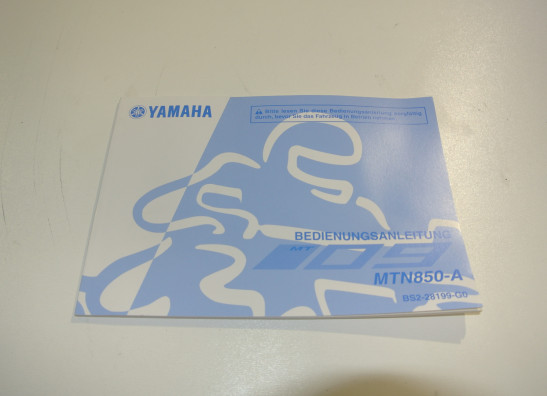 YAMAHA
Bitte lesen Sie diese Bedienungsanleitung sorgfältig
durch, bevor Sie das Fahrzeug in Betrieb nehmen.
BEDIENUNGSANLEITUNG
MT09
MTN850-A
BS2-28199-G0